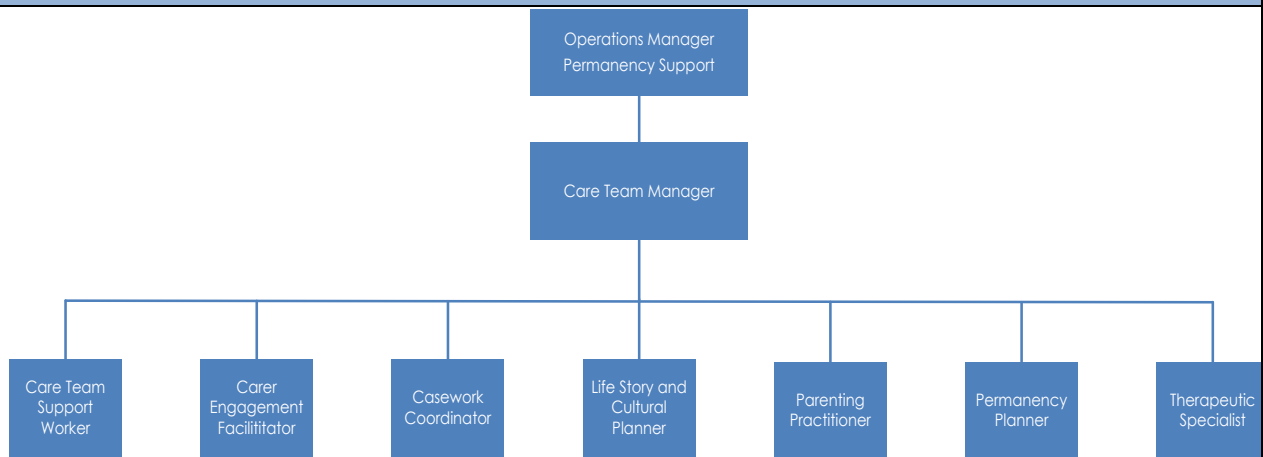 Operations Manager
Permanency Support
Care Team Manager
Care Team
Support
Worker
Carer
Engagement
Facilititator
Casework
Coordinator
Life Story and
Cultural
Planner
Parenting
Practitioner
Permanency
Planner
Therapeutic
Specialist